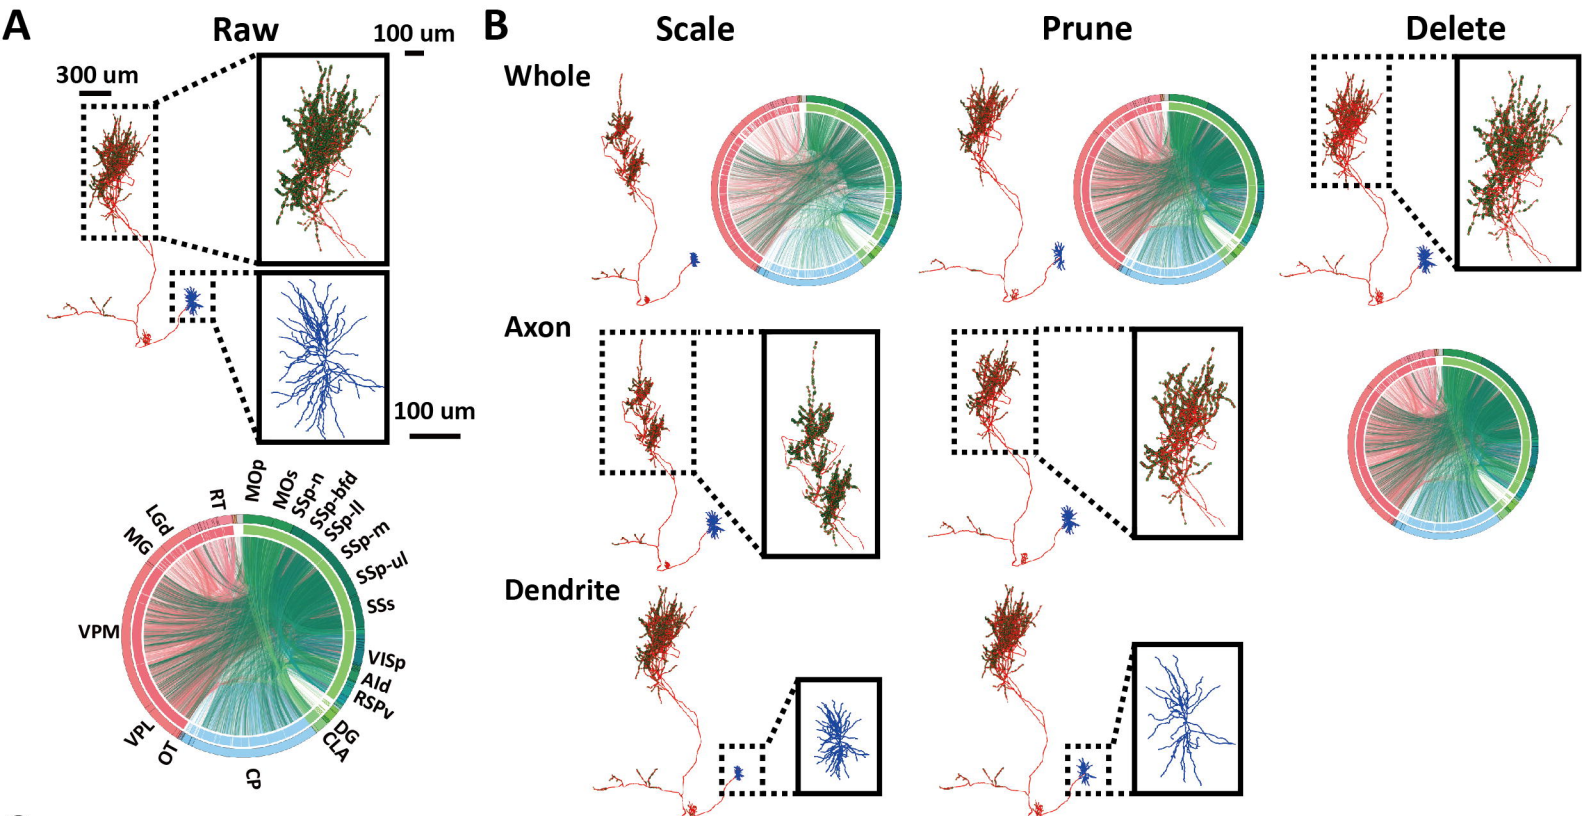 A
Raw
100 um
300 um
100 um
MOp
MOs
SSp-n
SSp-bfd
SSp-ll
SSp-m
SSp-ul
SSs
VISp
AId
RSPv
DG
CLA
CP
OT
VPL
VPM
MG
LGd
RT
B
Scale
Prune
Delete
Whole
Axon
Dendrite